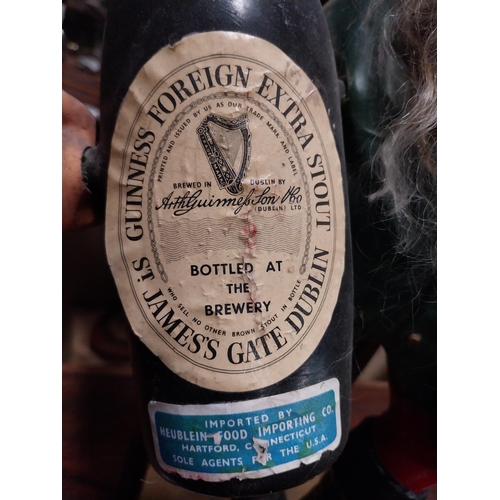 GUINNESS FOREIGN EXTRA STOUT
PRINTED AND ISSUED BY US AS OUR TRADE MARK AND LABEL
BREWED IN DUBLIN BY
Arth Guinness Son & Co
(DUBLIN) LTD
BOTTLED AT
THE
BREWERY
WHO SELL NO OTHER BROWN STOUT IN BOTTLE
ST. JAMES'S GATE DUBLIN
IMPORTED BY
HEUBLEIN FOOD IMPORTING CO.
HARTFORD, CONNECTICUT
SOLE AGENTS FOR THE U.S.A.